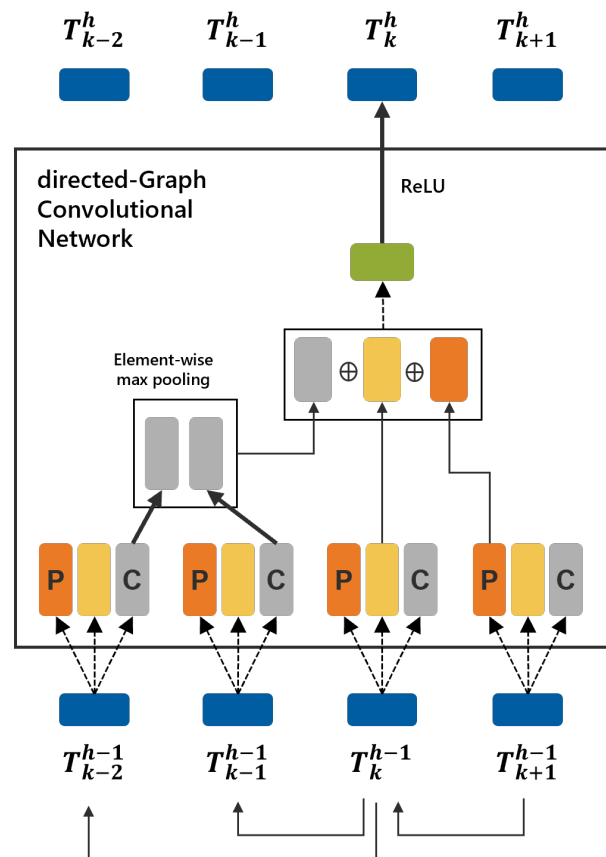 T^h_{k-2} T^h_{k-1} T^h_k T^h_{k+1}
directed-Graph
Convolutional
Network
ReLU
Element-wise
max pooling
⊕ ⊕
P C P C P C P C
T^{h-1}_{k-2} T^{h-1}_{k-1} T^{h-1}_k T^{h-1}_{k+1}